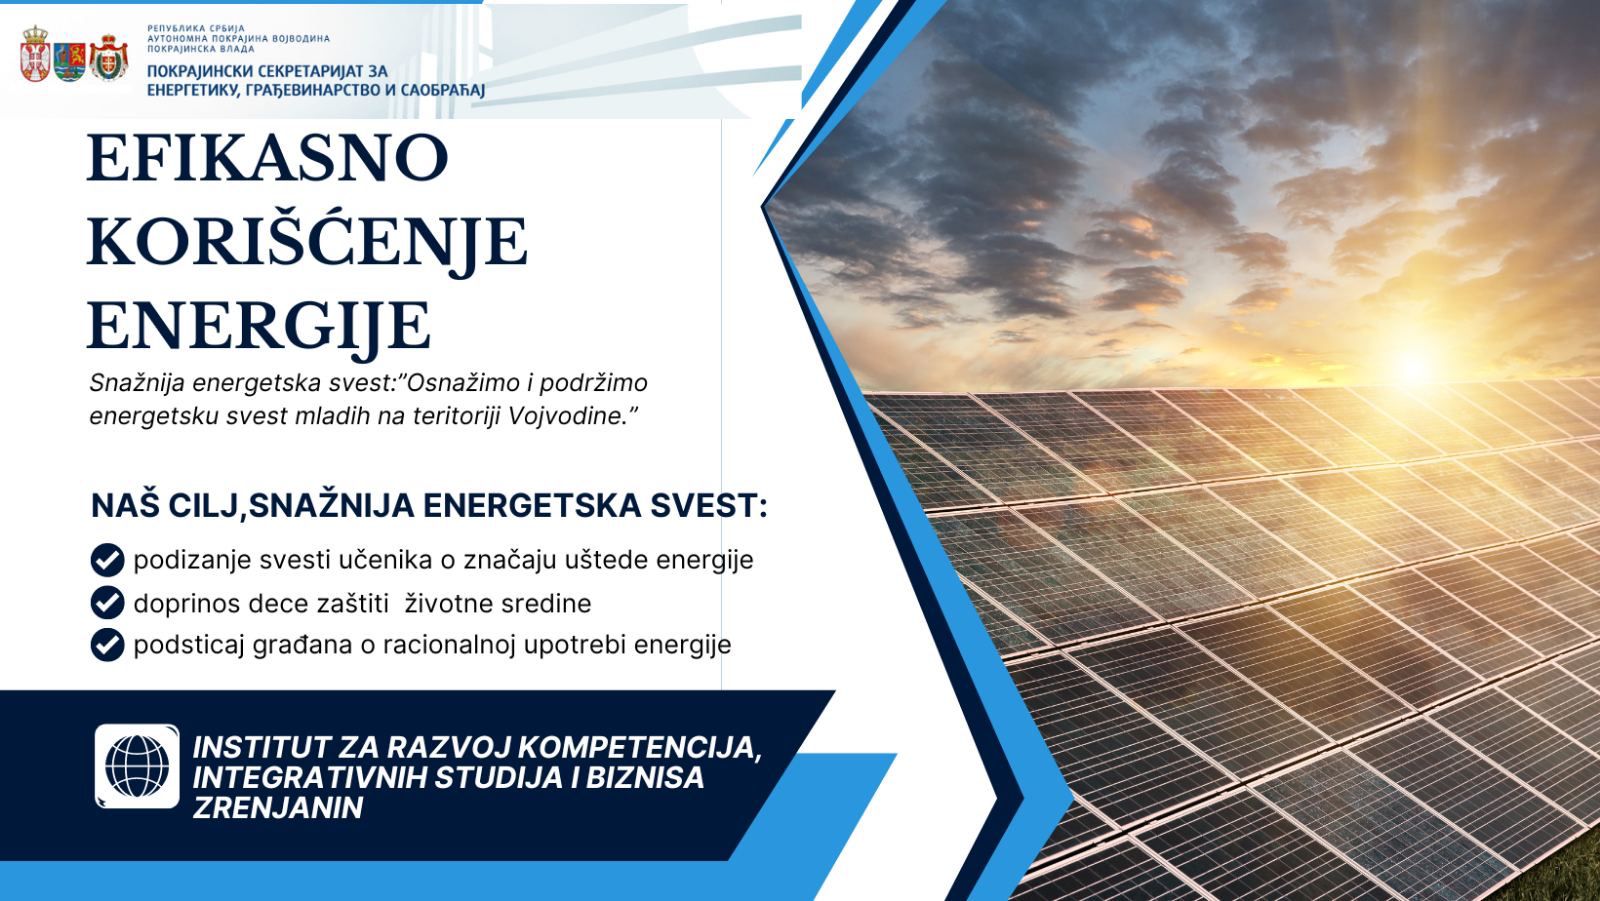 РЕПУБЛИКА СРБИЈА
АУТОНОМНА ПОКРАЈИНА ВОЈВОДИНА
ПОКРАЈИНСКА ВЛАДА
ПОКРАЈИНСКИ СЕКРЕТАРИЈАТ ЗА
ЕНЕРГЕТИКУ, ГРАЂЕВИНАРСТВО И САОБРАЋАЈ
EFIKASNO
KORIŠĆENJE
ENERGIJE
Snažnija energetska svest:”Osnažimo i podržimo
energetsku svest mladih na teritoriji Vojvodine.”
NAŠ CILJ,SNAŽNIJA ENERGETSKA SVEST:
podizanje svesti učenika o značaju uštede energije
doprinos dece zaštiti  životne sredine
podsticaj građana o racionalnoj upotrebi energije
INSTITUT ZA RAZVOJ KOMPETENCIJA,
INTEGRATIVNIH STUDIJA I BIZNISA
ZRENJANIN